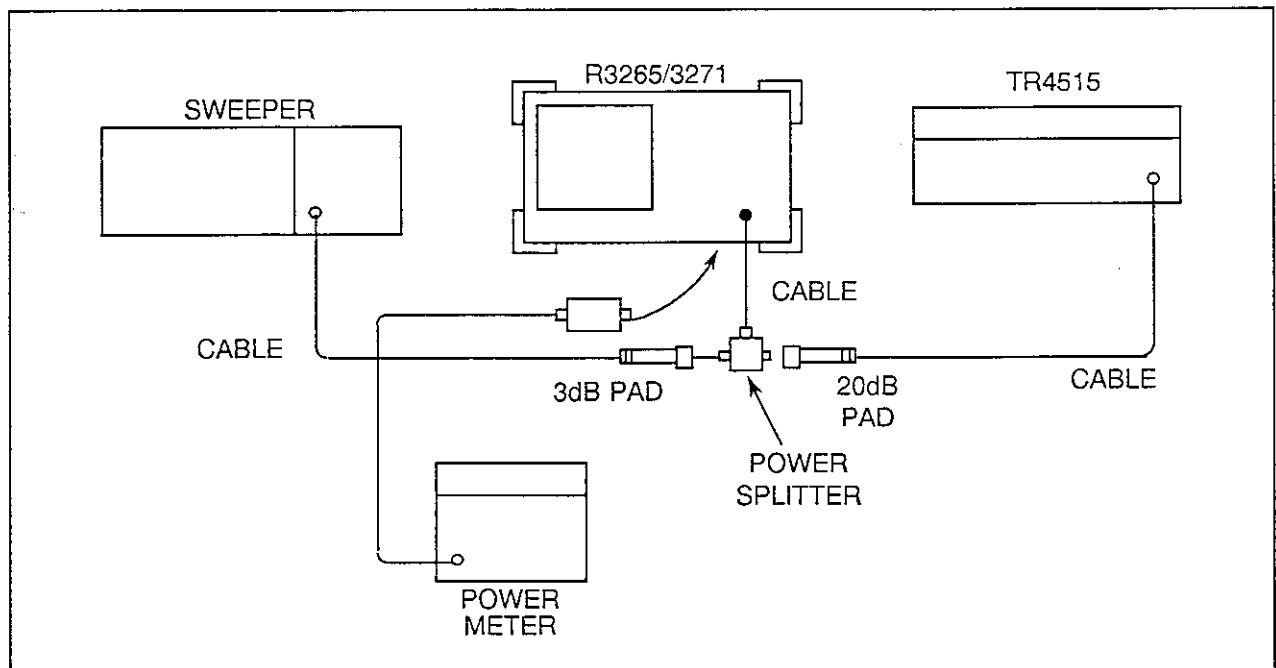 R3265/3271
TR4515
SWEEPER
CABLE
CABLE
3dB PAD
20dB
PAD
CABLE
POWER
SPLITTER
POWER
METER